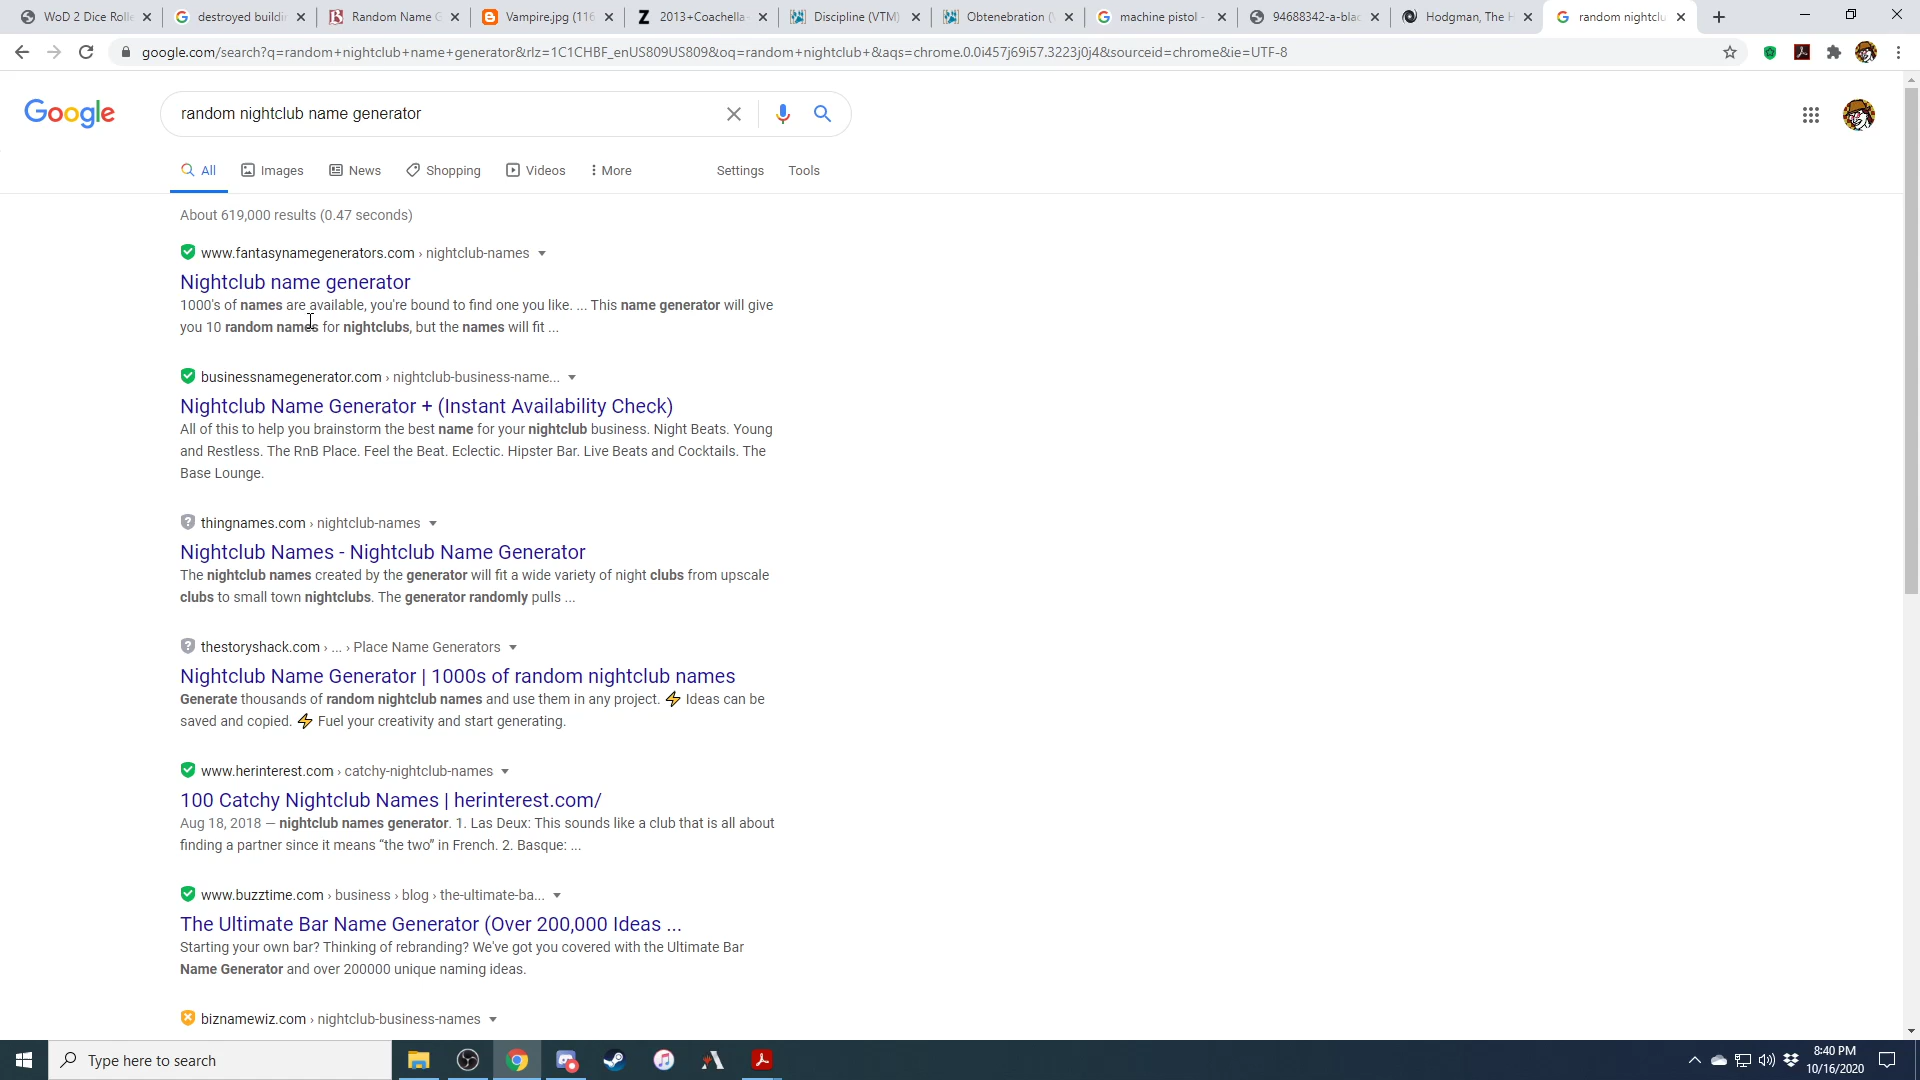 WoD 2 Dice Rolle
destroyed buildi
Random Name G
Vampire.jpg (116
2013+Coachella
Discipline (VTM)
Obtenebration (
machine pistol -
94688342-a-blac
Hodgman, The H
random nightclu
google.com/search?q=random+nightclub+name+generator&rlz=1C1CHBF_enUS809US809&oq=random+nightclub+&aqs=chrome.0.0i457j69i57.3223j0j4&sourceid=chrome&ie=UTF-8
Google
random nightclub name generator
All
Images
News
Shopping
Videos
More
Settings
Tools
About 619,000 results (0.47 seconds)
www.fantasynamegenerators.com › nightclub-names
Nightclub name generator
1000's of names are available, you're bound to find one you like. ... This name generator will give
you 10 random names for nightclubs, but the names will fit ...
businessnamegenerator.com › nightclub-business-name...
Nightclub Name Generator + (Instant Availability Check)
All of this to help you brainstorm the best name for your nightclub business. Night Beats. Young
and Restless. The RnB Place. Feel the Beat. Eclectic. Hipster Bar. Live Beats and Cocktails. The
Base Lounge.
thingnames.com › nightclub-names
Nightclub Names - Nightclub Name Generator
The nightclub names created by the generator will fit a wide variety of night clubs from upscale
clubs to small town nightclubs. The generator randomly pulls ...
thestoryshack.com › ... › Place Name Generators
Nightclub Name Generator | 1000s of random nightclub names
Generate thousands of random nightclub names and use them in any project. ⚡ Ideas can be
saved and copied. ⚡ Fuel your creativity and start generating.
www.herinterest.com › catchy-nightclub-names
100 Catchy Nightclub Names | herinterest.com/
Aug 18, 2018 — nightclub names generator. 1. Las Deux: This sounds like a club that is all about
finding a partner since it means “the two” in French. 2. Basque: ...
www.buzztime.com › business › blog › the-ultimate-ba...
The Ultimate Bar Name Generator (Over 200,000 Ideas ...
Starting your own bar? Thinking of rebranding? We've got you covered with the Ultimate Bar
Name Generator and over 200000 unique naming ideas.
biznamewiz.com › nightclub-business-names
Type here to search
8:40 PM
10/16/2020